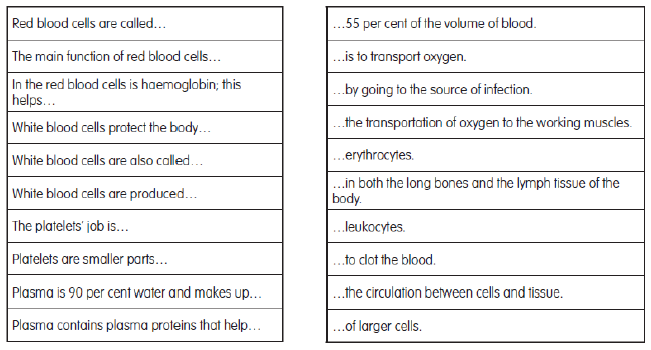 Red blood cells are called…
The main function of red blood cells…
In the red blood cells is haemoglobin; this
helps…
White blood cells protect the body…
White blood cells are also called…
White blood cells are produced…
The platelets' job is…
Platelets are smaller parts…
Plasma is 90 per cent water and makes up…
Plasma contains plasma proteins that help…
…55 per cent of the volume of blood.
…is to transport oxygen.
…by going to the source of infection.
…the transportation of oxygen to the working muscles.
…erythrocytes.
…in both the long bones and the lymph tissue of the
body.
…leukocytes.
…to clot the blood.
…the circulation between cells and tissue.
…of larger cells.